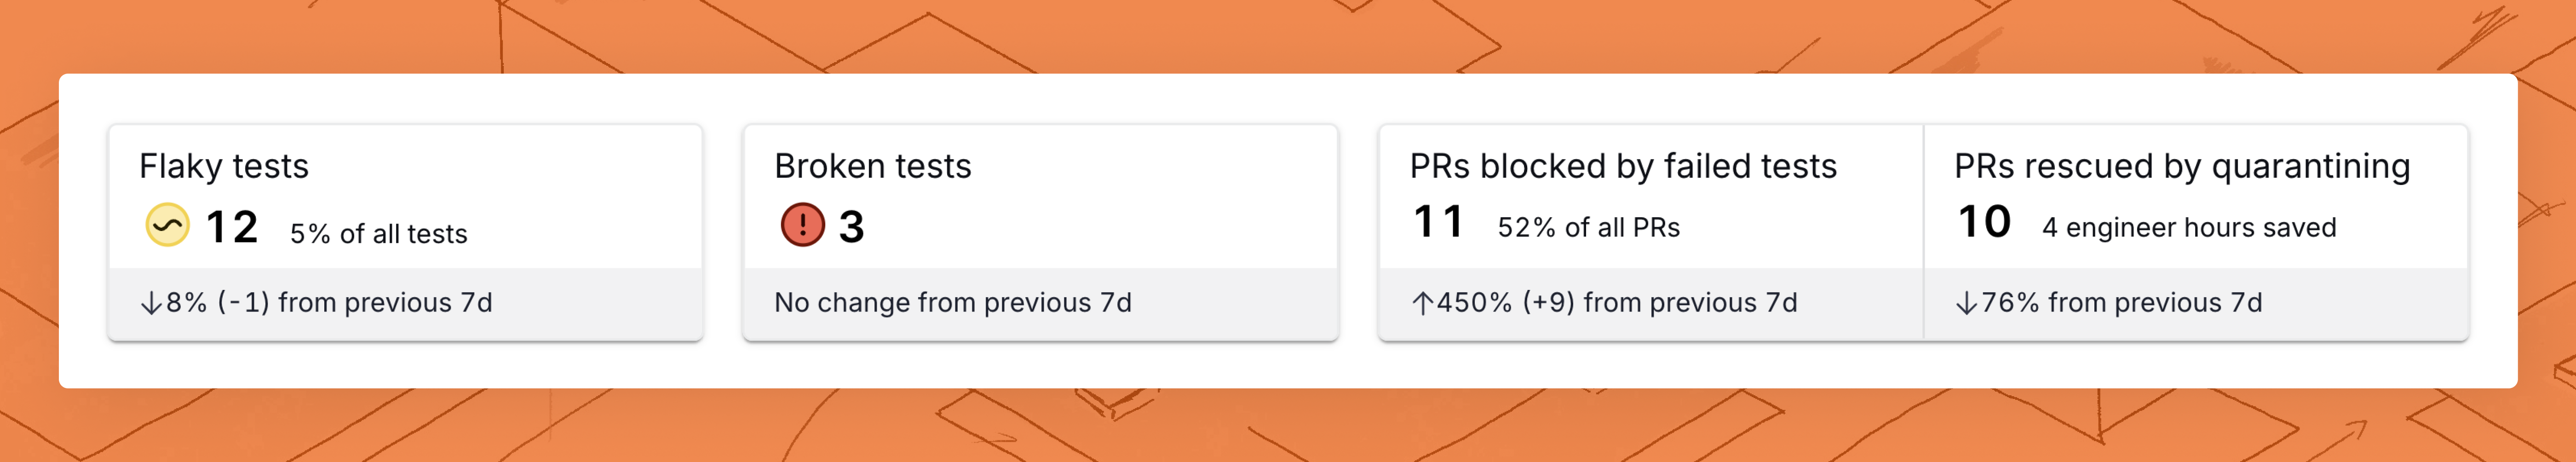 Flaky tests
12 5% of all tests
↓8% (-1) from previous 7d
Broken tests
3
No change from previous 7d
PRs blocked by failed tests
11 52% of all PRs
↑450% (+9) from previous 7d
PRs rescued by quarantining
10 4 engineer hours saved
↓76% from previous 7d